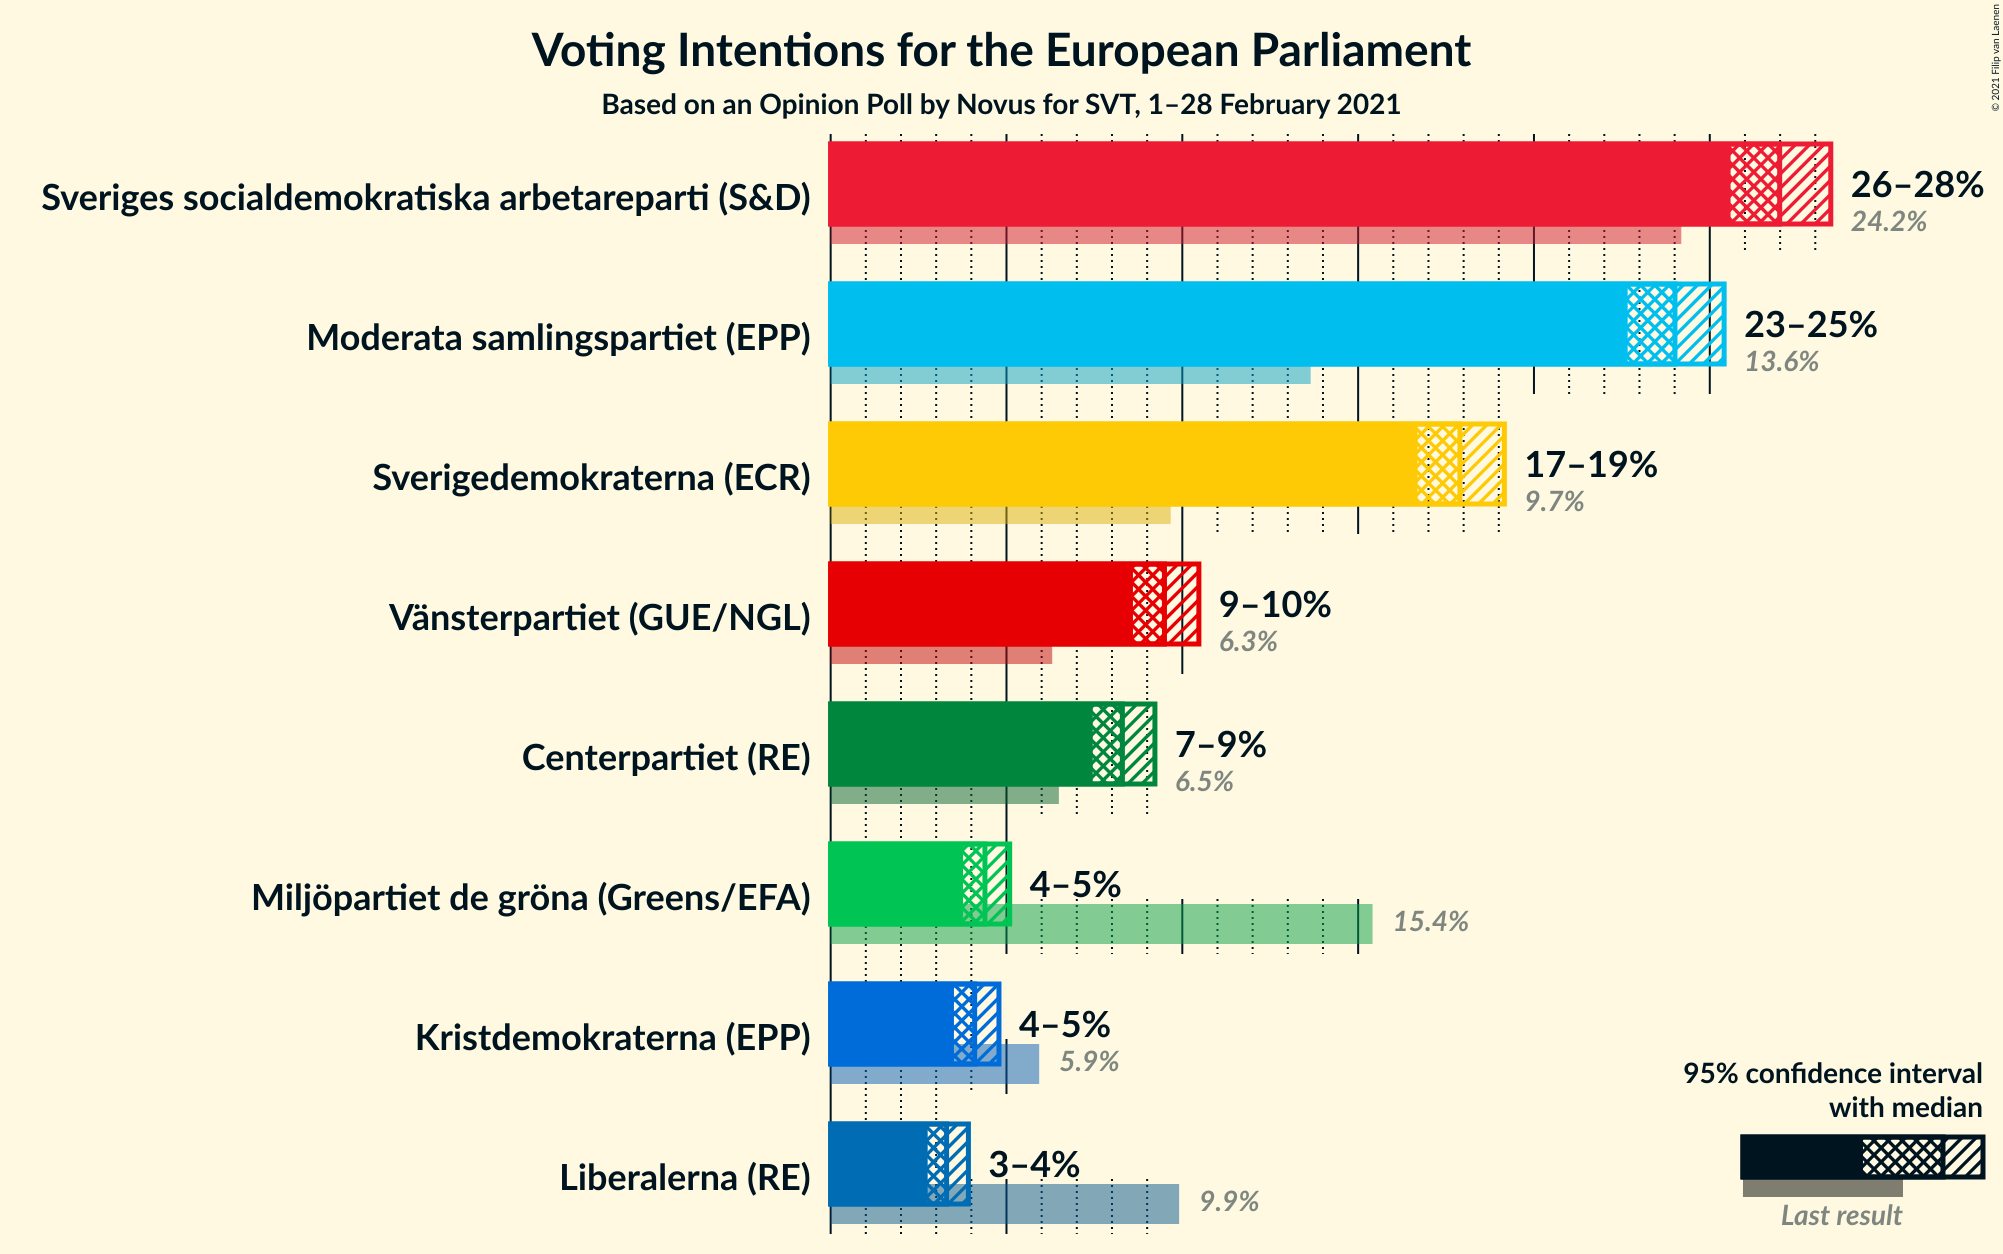 Voting Intentions for the European Parliament
Based on an Opinion Poll by Novus for SVT, 1–28 February 2021
© 2021 Filip van Laenen
Sveriges socialdemokratiska arbetareparti (S&D)
26–28%
24.2%
Moderata samlingspartiet (EPP)
23–25%
13.6%
Sverigedemokraterna (ECR)
17–19%
9.7%
Vänsterpartiet (GUE/NGL)
9–10%
6.3%
Centerpartiet (RE)
7–9%
6.5%
Miljöpartiet de gröna (Greens/EFA)
4–5%
15.4%
Kristdemokraterna (EPP)
4–5%
5.9%
Liberalerna (RE)
3–4%
9.9%
95% confidence interval
with median
Last result